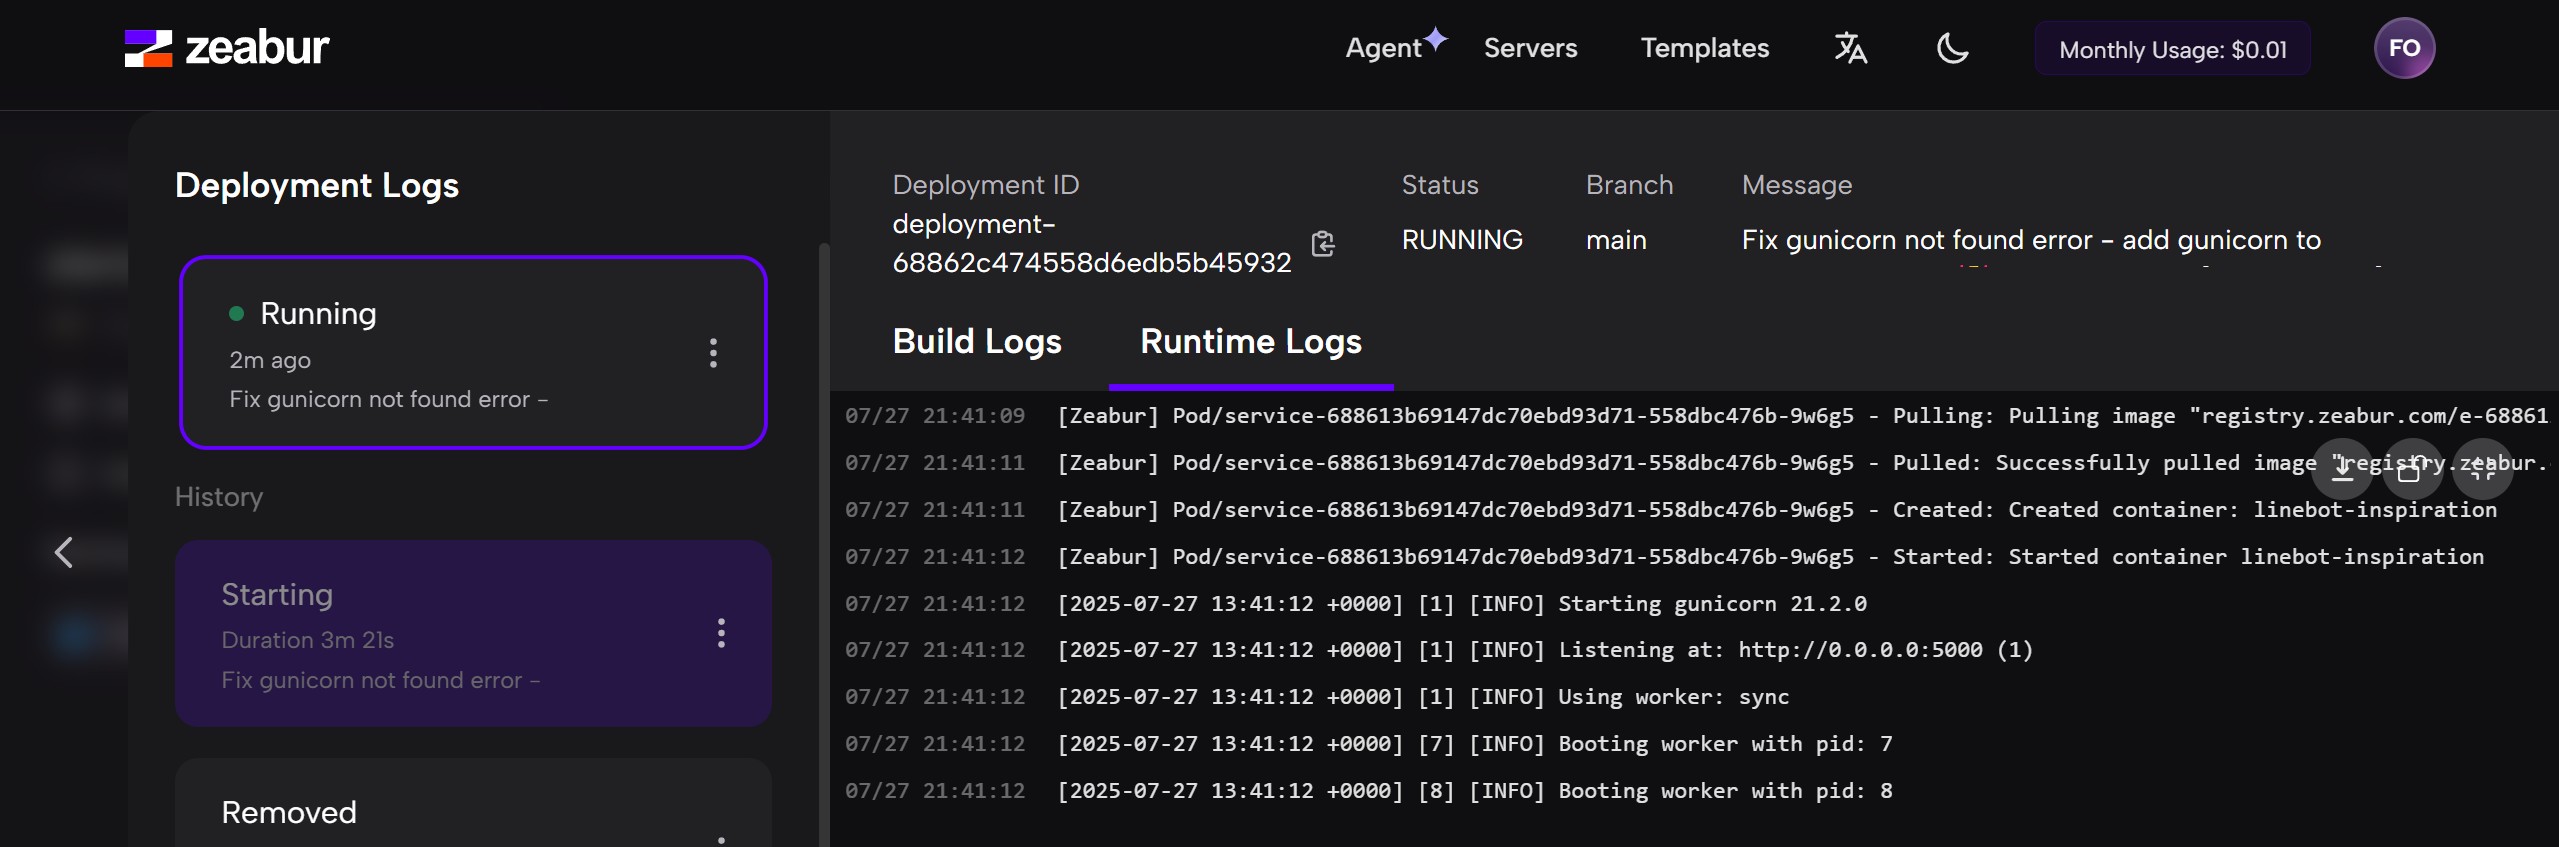 zeabur
Agent
Servers
Templates
Monthly Usage: $0.01
FO
Deployment Logs
Running
2m ago
Fix gunicorn not found error -
History
Starting
Duration 3m 21s
Fix gunicorn not found error -
Removed
Deployment ID
deployment-
68862c474558d6edb5b45932
Status
RUNNING
Branch
main
Message
Fix gunicorn not found error - add gunicorn to
Build Logs
Runtime Logs
07/27 21:41:09 [Zeabur] Pod/service-688613b69147dc70ebd93d71-558dbc476b-9w6g5 - Pulling: Pulling image "registry.zeabur.com/e-68861
07/27 21:41:11 [Zeabur] Pod/service-688613b69147dc70ebd93d71-558dbc476b-9w6g5 - Pulled: Successfully pulled image "registry.zeabur.
07/27 21:41:11 [Zeabur] Pod/service-688613b69147dc70ebd93d71-558dbc476b-9w6g5 - Created: Created container: linebot-inspiration
07/27 21:41:12 [Zeabur] Pod/service-688613b69147dc70ebd93d71-558dbc476b-9w6g5 - Started: Started container linebot-inspiration
07/27 21:41:12 [2025-07-27 13:41:12 +0000] [1] [INFO] Starting gunicorn 21.2.0
07/27 21:41:12 [2025-07-27 13:41:12 +0000] [1] [INFO] Listening at: http://0.0.0.0:5000 (1)
07/27 21:41:12 [2025-07-27 13:41:12 +0000] [1] [INFO] Using worker: sync
07/27 21:41:12 [2025-07-27 13:41:12 +0000] [7] [INFO] Booting worker with pid: 7
07/27 21:41:12 [2025-07-27 13:41:12 +0000] [8] [INFO] Booting worker with pid: 8